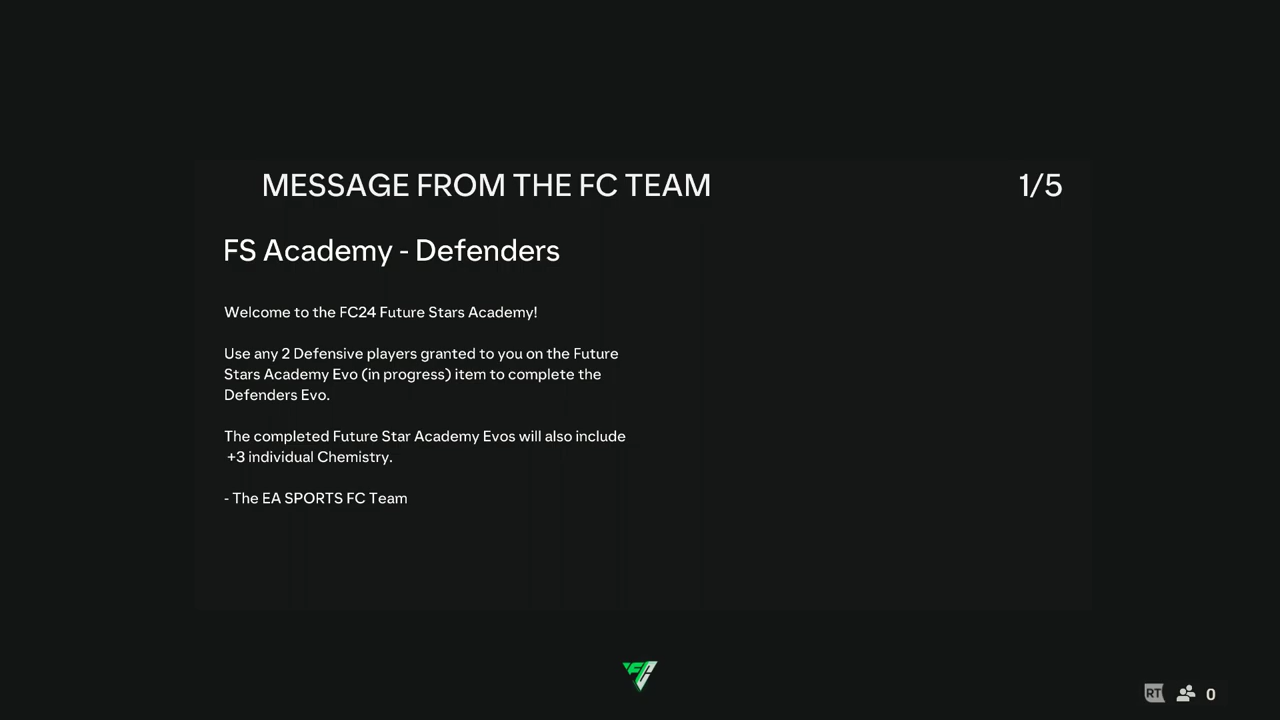 MESSAGE FROM THE FC TEAM
1/5
FS Academy - Defenders
Welcome to the FC24 Future Stars Academy!
Use any 2 Defensive players granted to you on the Future
Stars Academy Evo (in progress) item to complete the
Defenders Evo.
The completed Future Star Academy Evos will also include
+3 individual Chemistry.
- The EA SPORTS FC Team
FC
RT
0